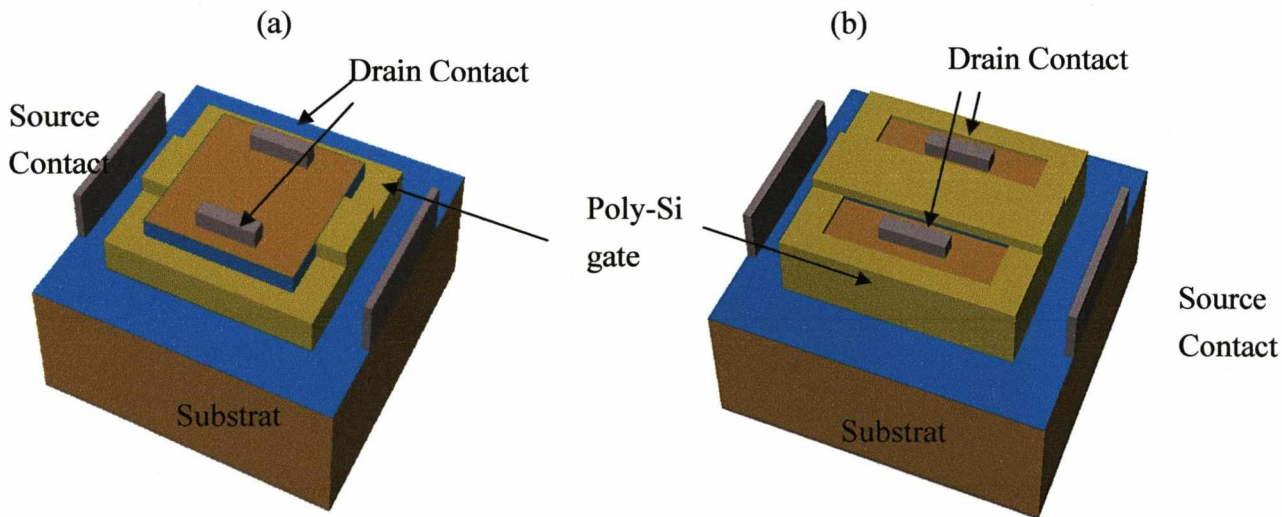 (a)
(b)
Drain Contact
Drain Contact
Source
Contact
Poly-Si
gate
Source
Contact
Substrat
Substrat